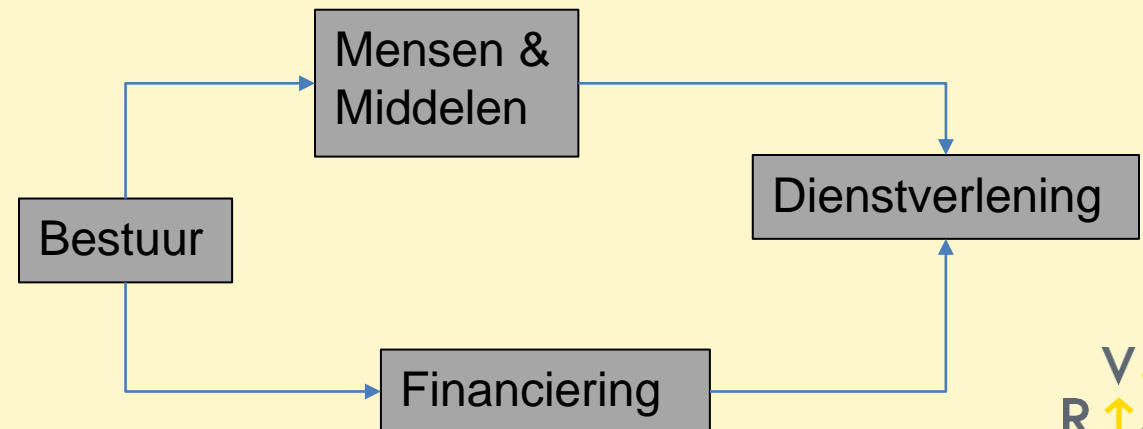 Mensen &
Middelen
Dienstverlening
Bestuur
Financiering
V
R